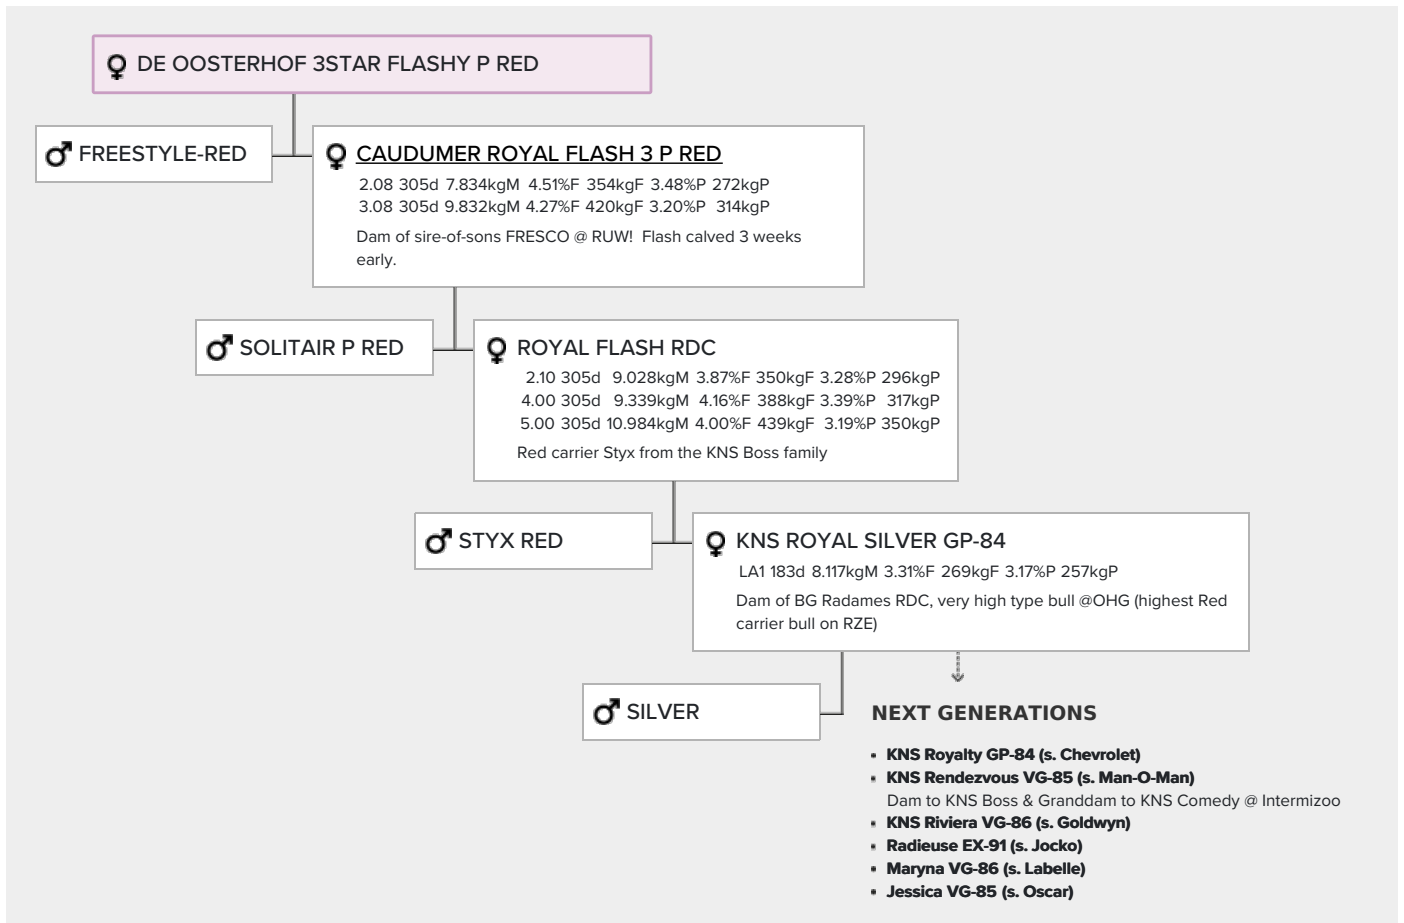 DE OOSTERHOF 3STAR FLASHY P RED
FREESTYLE-RED
CAUDUMER ROYAL FLASH 3 P RED
2.08 305d 7.834kgM 4.51%F 354kgF 3.48%P 272kgP
3.08 305d 9.832kgM 4.27%F 420kgF 3.20%P 314kgP
Dam of sire-of-sons FRESCO @ RUW! Flash calved 3 weeks
early.
SOLITAIR P RED
ROYAL FLASH RDC
2.10 305d 9.028kgM 3.87%F 350kgF 3.28%P 296kgP
4.00 305d 9.339kgM 4.16%F 388kgF 3.39%P 317kgP
5.00 305d 10.984kgM 4.00%F 439kgF 3.19%P 350kgP
Red carrier Styx from the KNS Boss family
STYX RED
KNS ROYAL SILVER GP-84
LA1 183d 8.117kgM 3.31%F 269kgF 3.17%P 257kgP
Dam of BG Radames RDC, very high type bull @OHG (highest Red
carrier bull on RZE)
SILVER
NEXT GENERATIONS
• KNS Royalty GP-84 (s. Chevrolet)
• KNS Rendezvous VG-85 (s. Man-O-Man)
Dam to KNS Boss & Granddam to KNS Comedy @ Intermizoo
• KNS Riviera VG-86 (s. Goldwyn)
• Radieuse EX-91 (s. Jocko)
• Maryna VG-86 (s. Labelle)
• Jessica VG-85 (s. Oscar)